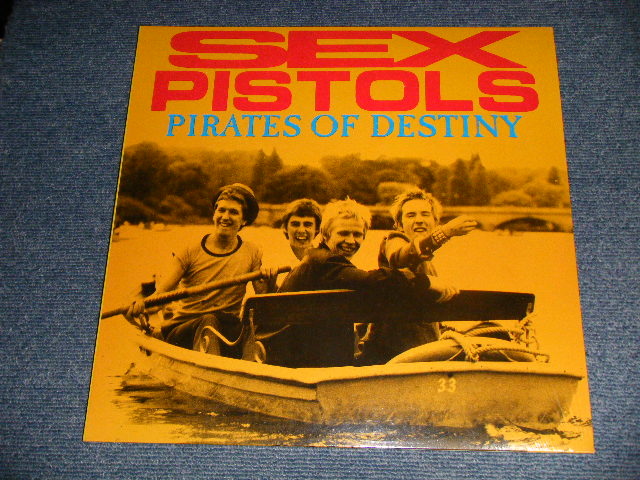 SEX
PISTOLS
PIRATES OF DESTINY
33